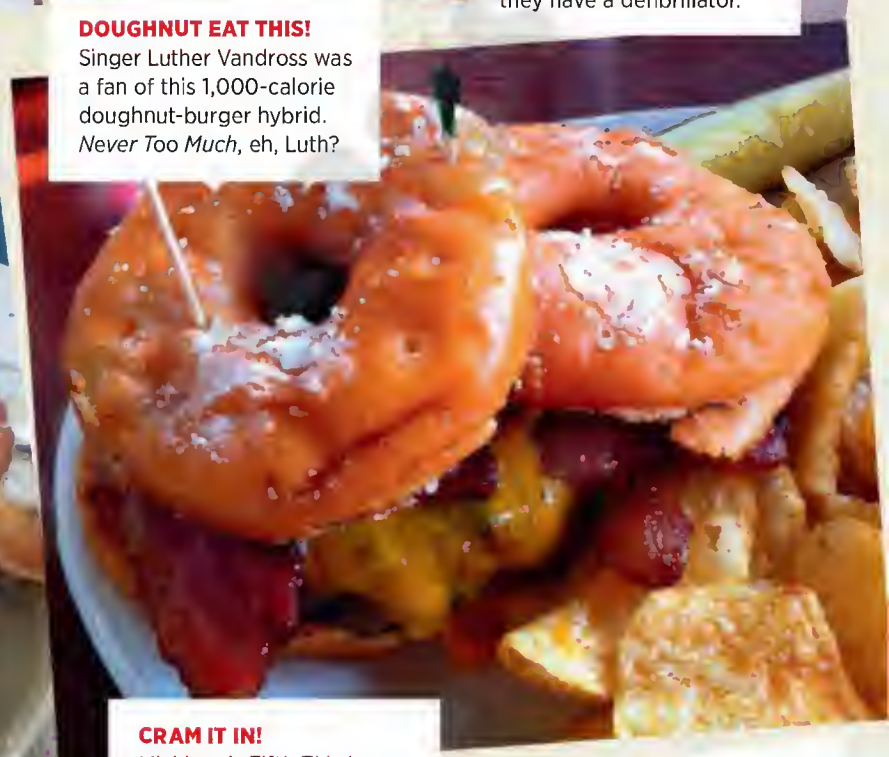 they have a defibrillator.
DOUGHNUT EAT THIS!
Singer Luther Vandross was
a fan of this 1,000-calorie
doughnut-burger hybrid.
Never Too Much, eh, Luth?
CRAM IT IN!